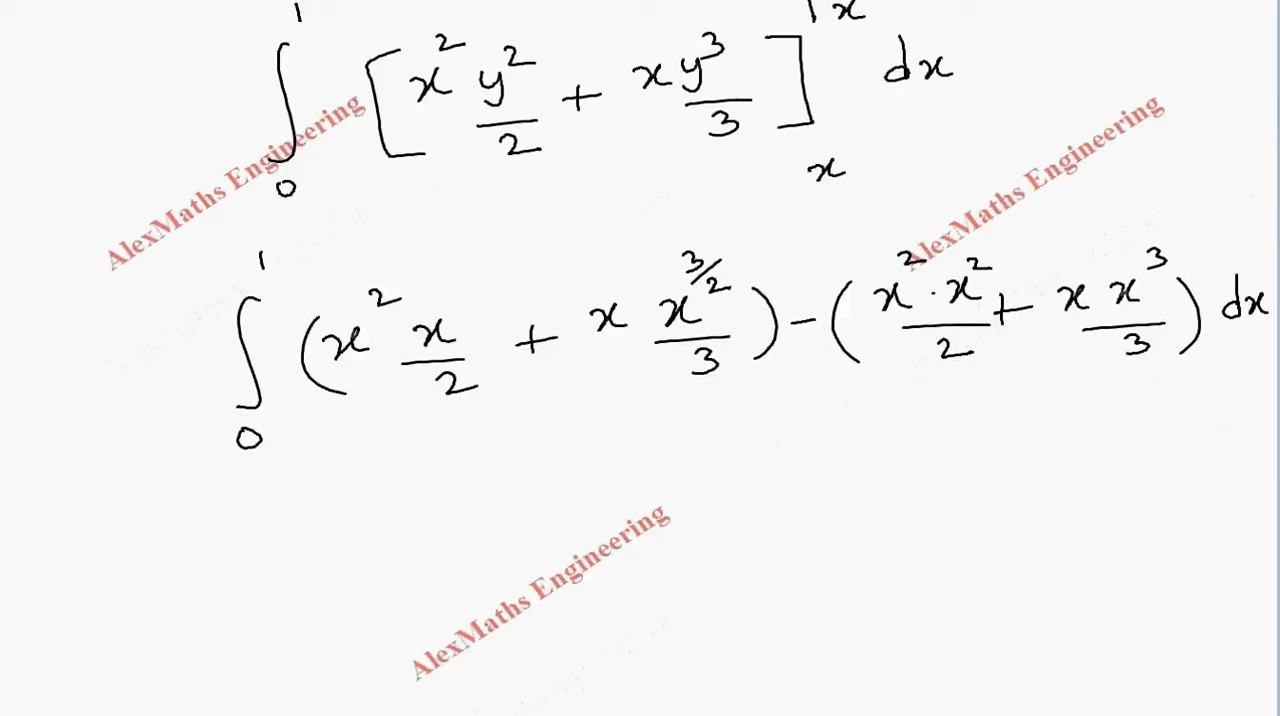 ∫₀¹ [x² y²/2 + x y³/3]ₓ^√x dx
∫₀¹ (x² x/2 + x x^(3/2)/3) − (x² · x²/2 + x x³/3) dx
AlexMaths Engineering
AlexMaths Engineering
AlexMaths Engineering